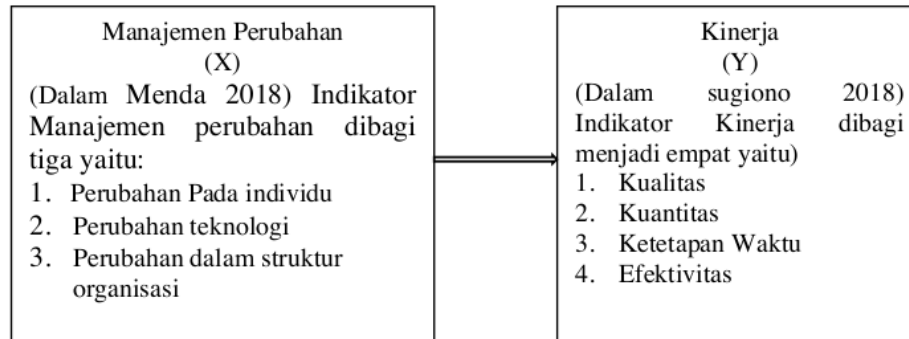 Manajemen Perubahan
(X)
(Dalam Menda 2018) Indikator
Manajemen perubahan dibagi
tiga yaitu:
1. Perubahan Pada individu
2. Perubahan teknologi
3. Perubahan dalam struktur
organisasi
Kinerja
(Y)
(Dalam sugiono 2018)
Indikator Kinerja dibagi
menjadi empat yaitu)
1. Kualitas
2. Kuantitas
3. Ketetapan Waktu
4. Efektivitas